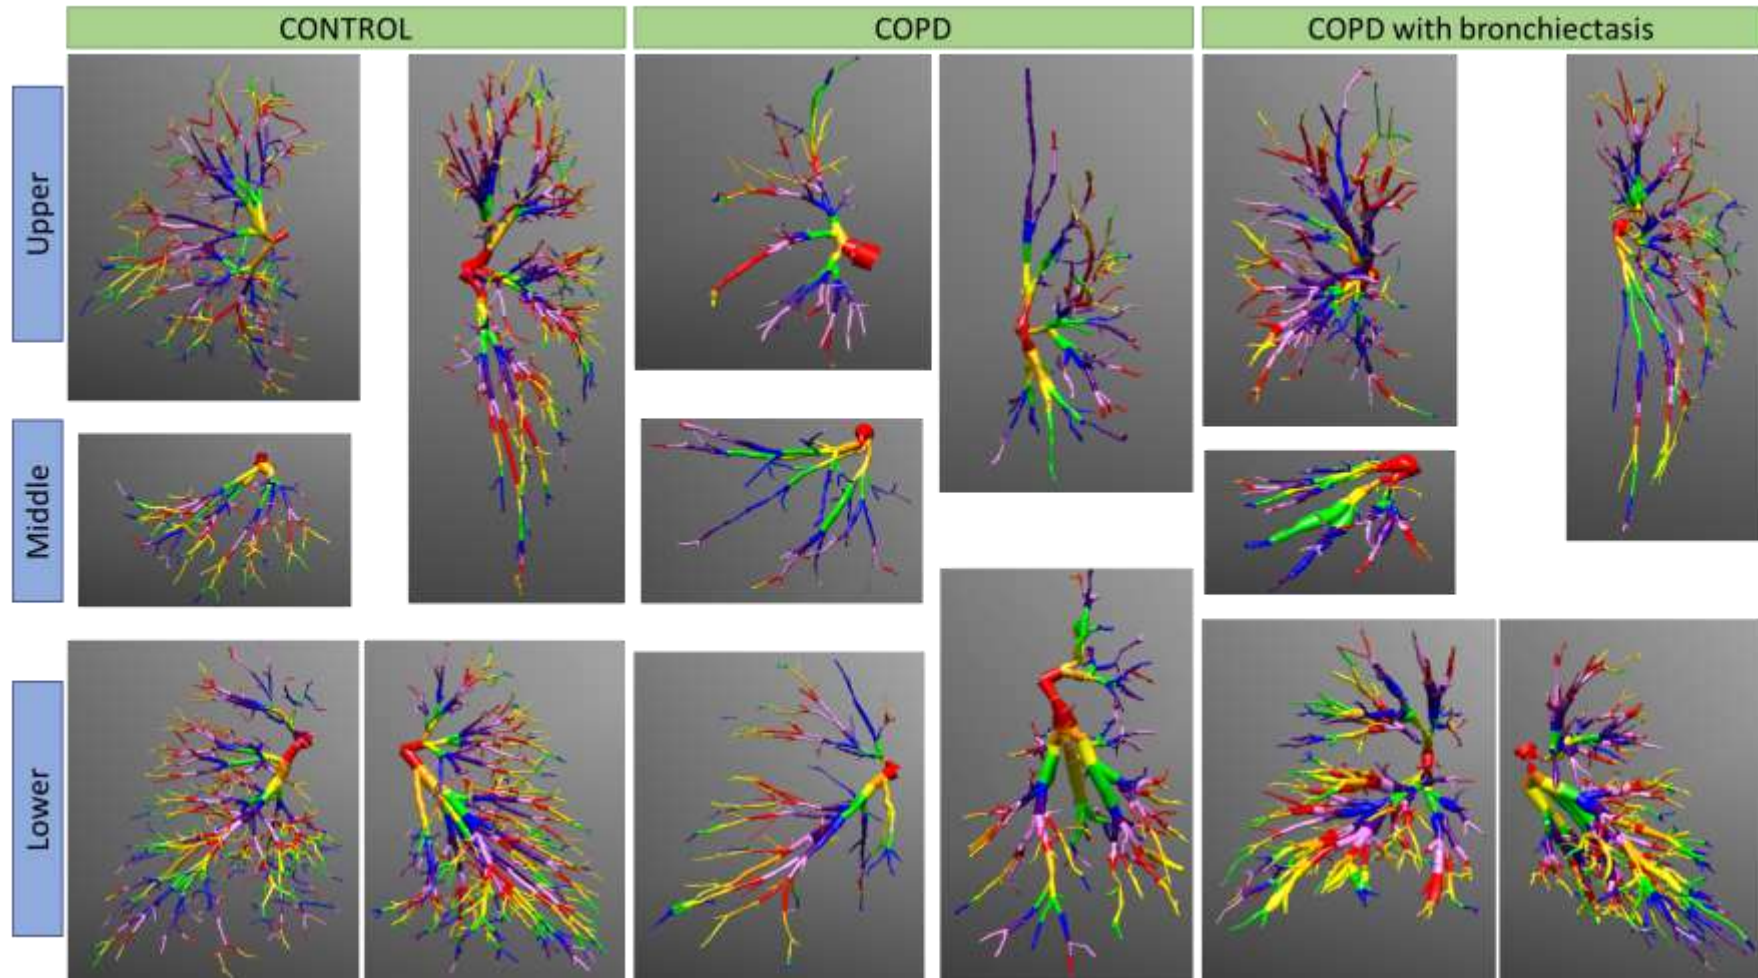 CONTROL
COPD
COPD with bronchiectasis
Upper
Middle
Lower